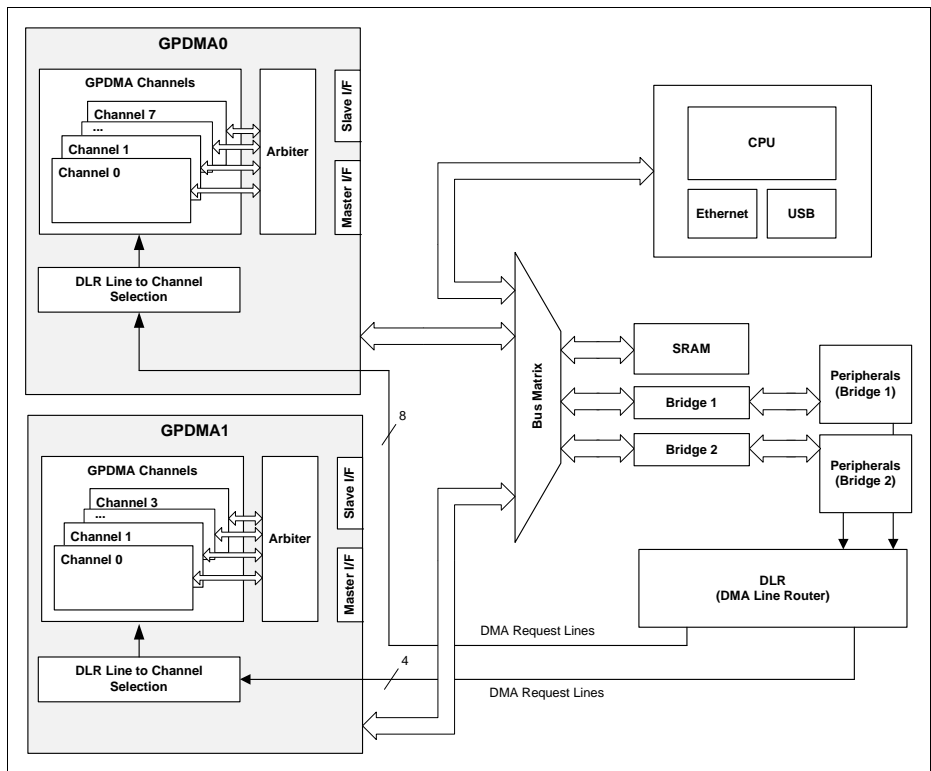 GPDMA0
GPDMA Channels
Channel 7
...
Channel 1
Channel 0
Arbiter
Slave I/F
Master I/F
DLR Line to Channel
Selection
GPDMA1
GPDMA Channels
Channel 3
...
Channel 1
Channel 0
Arbiter
Slave I/F
Master I/F
DLR Line to Channel
Selection
8
4
CPU
Ethernet
USB
Bus Matrix
SRAM
Bridge 1
Bridge 2
Peripherals
(Bridge 1)
Peripherals
(Bridge 2)
DLR
(DMA Line Router)
DMA Request Lines
DMA Request Lines